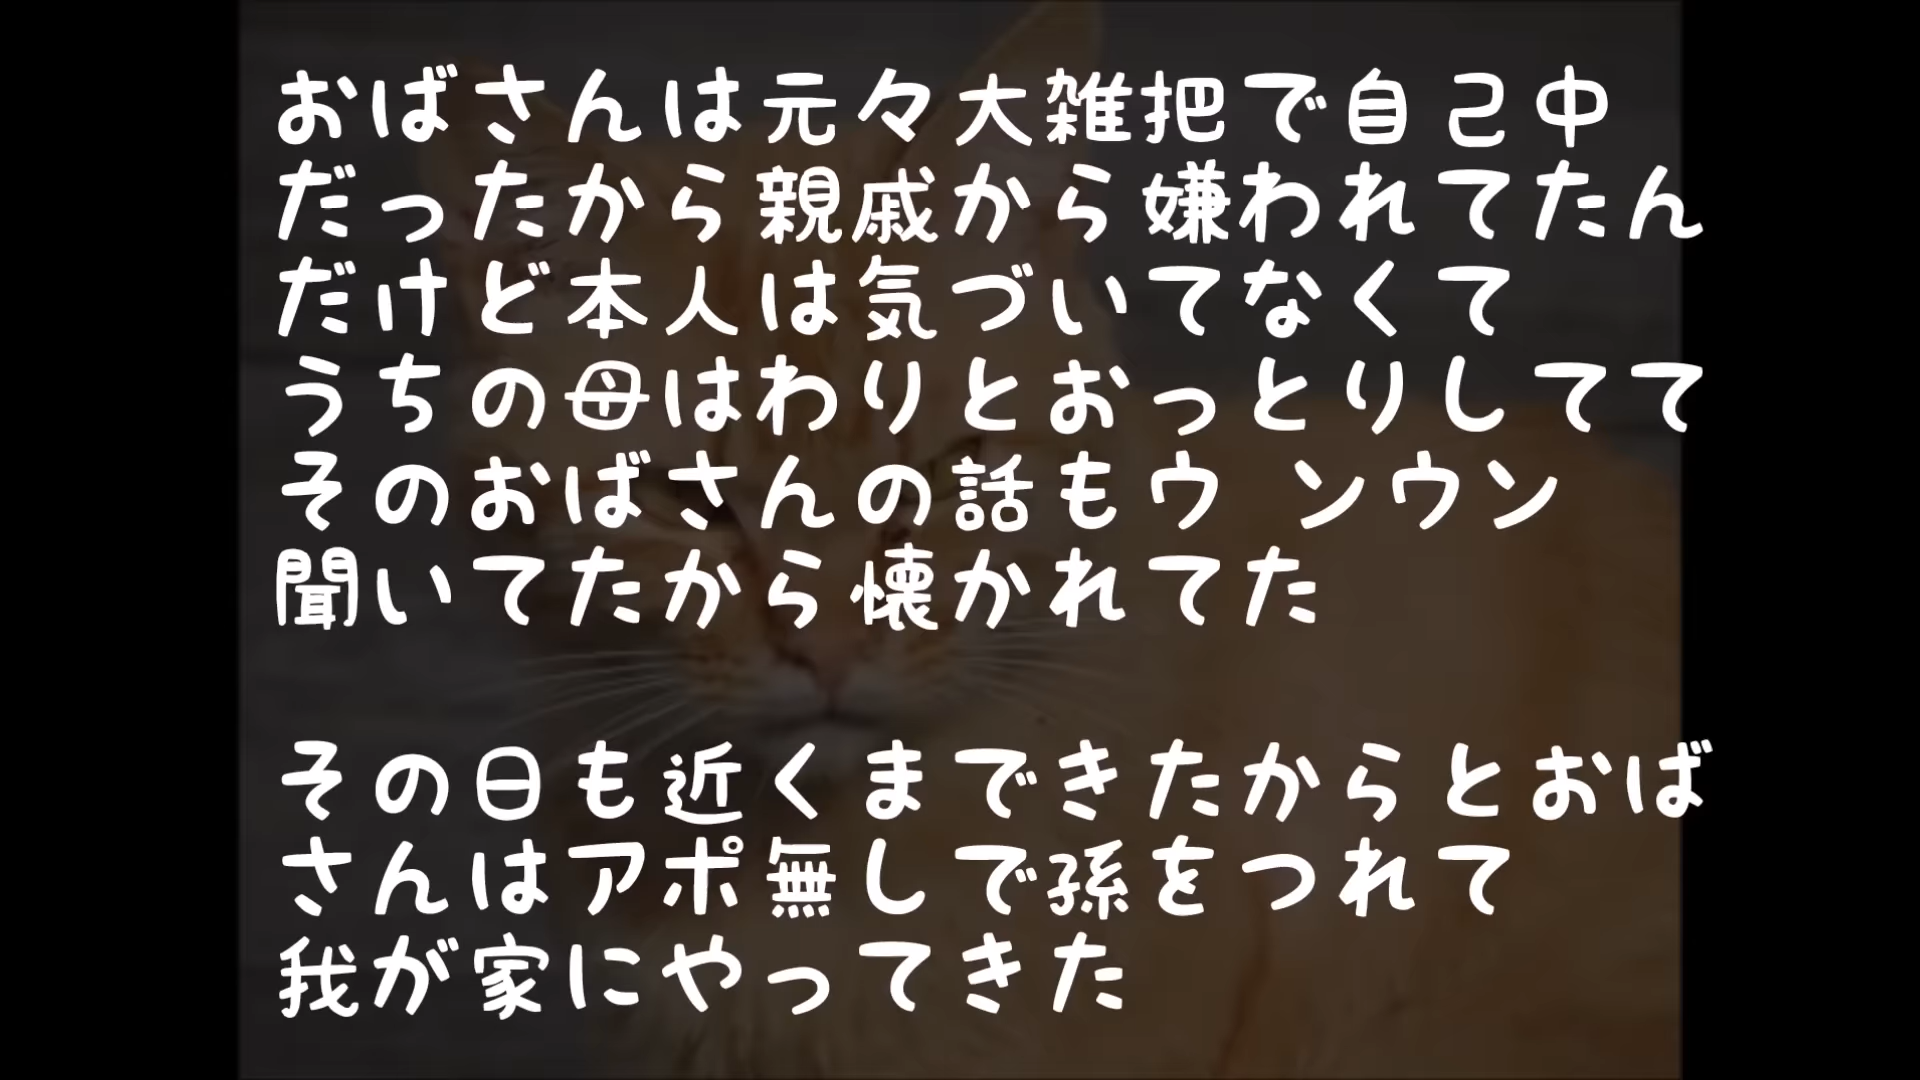 おばさんは元々大雑把で自己中
だったから親戚から嫌われてたん
だけど本人は気づいてなくて
うちの母はわりとおっとりしてて
そのおばさんの話もウ ンウン
聞いてたから懐かれてた
その日も近くまできたからとおば
さんはアポ無しで孫をつれて
我が家にやってきた